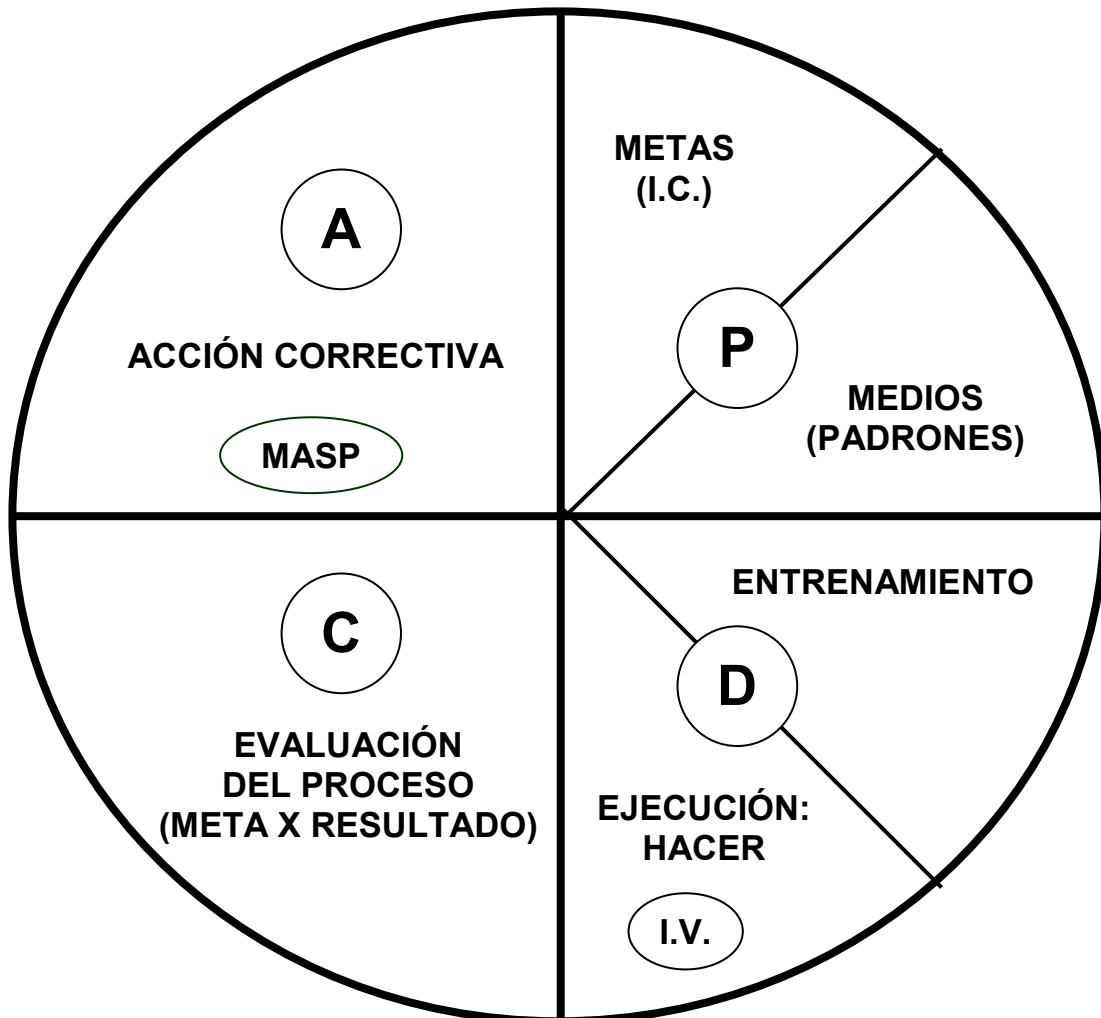 METAS
(I.C.)
A
P
ACCIÓN CORRECTIVA
MEDIOS
(PADRONES)
MASP
ENTRENAMIENTO
C
D
EVALUACIÓN
DEL PROCESO
(META X RESULTADO)
EJECUCIÓN:
HACER
I.V.